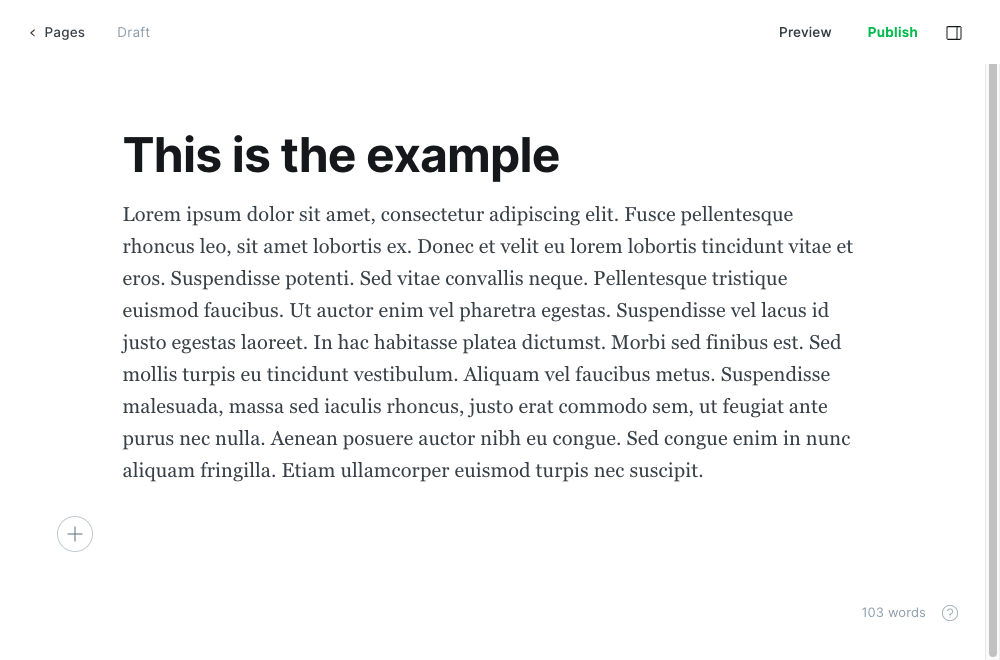 Pages Draft Preview Publish
This is the example
Lorem ipsum dolor sit amet, consectetur adipiscing elit. Fusce pellentesque
rhoncus leo, sit amet lobortis ex. Donec et velit eu lorem lobortis tincidunt vitae et
eros. Suspendisse potenti. Sed vitae convallis neque. Pellentesque tristique
euismod faucibus. Ut auctor enim vel pharetra egestas. Suspendisse vel lacus id
justo egestas laoreet. In hac habitasse platea dictumst. Morbi sed finibus est. Sed
mollis turpis eu tincidunt vestibulum. Aliquam vel faucibus metus. Suspendisse
malesuada, massa sed iaculis rhoncus, justo erat commodo sem, ut feugiat ante
purus nec nulla. Aenean posuere auctor nibh eu congue. Sed congue enim in nunc
aliquam fringilla. Etiam ullamcorper euismod turpis nec suscipit.
103 words